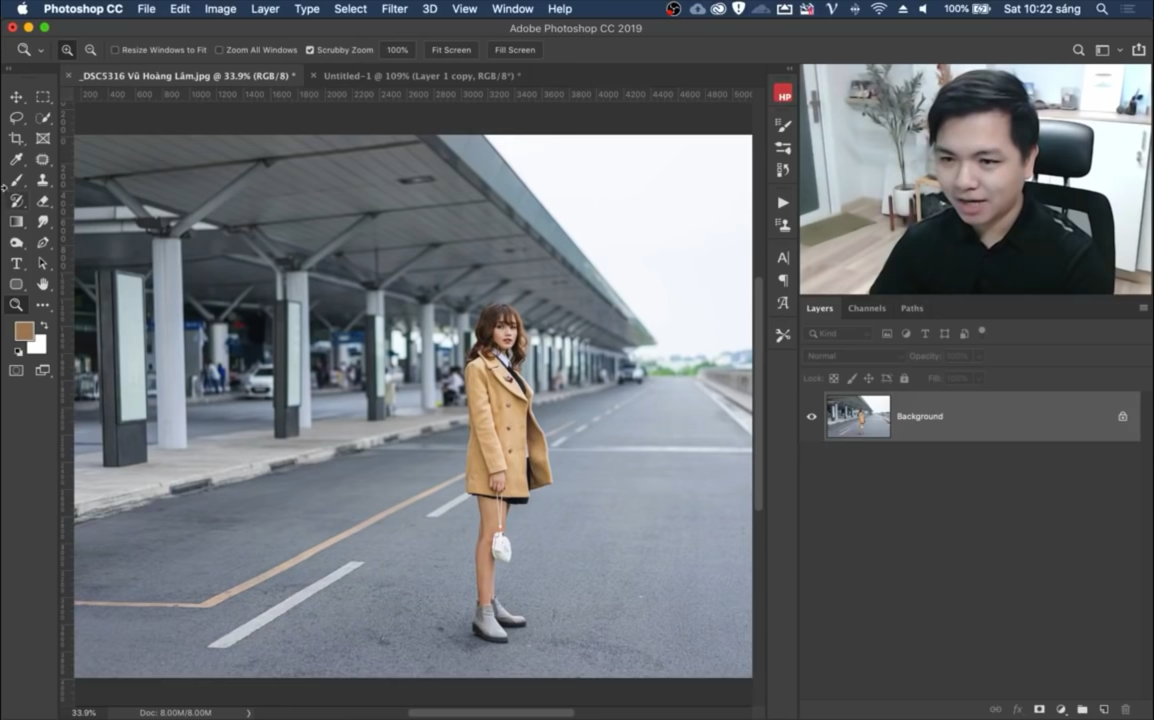 Photoshop CC File Edit Image Layer Type Select Filter 3D View Window Help 100% Sat 10:22 sáng
Adobe Photoshop CC 2019
Resize Windows to Fit Zoom All Windows Scrubby Zoom 100% Fit Screen Fill Screen
_DSC5316 Vũ Hoàng Lâm.jpg @ 33.9% (RGB/8) * Untitled-1 @ 109% (Layer 1 copy, RGB/8*) *
200 400 600 800 1000 1200 1400 1600 1800 2000 2200 2400 2600 2800 3000 3200 3400 3600 3800 4000 4200 4400 4600 4800 5000
HP
Layers Channels Paths
Kind
Normal Opacity: 100%
Lock: Fill: 100%
Background
33.9% Doc: 8.00M/8.00M